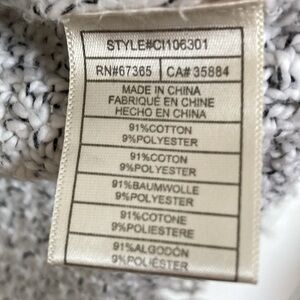 STYLE#CI106301
RN#67365 CA# 35884
MADE IN CHINA
FABRIQUÉ EN CHINE
HECHO EN CHINA
91%COTTON
9%POLYESTER
91%COTON
9%POLYESTER
91%BAUMWOLLE
9%POLYESTER
91%COTONE
9%POLIESTERE
91%ALGODÓN
9%POLIÉSTER